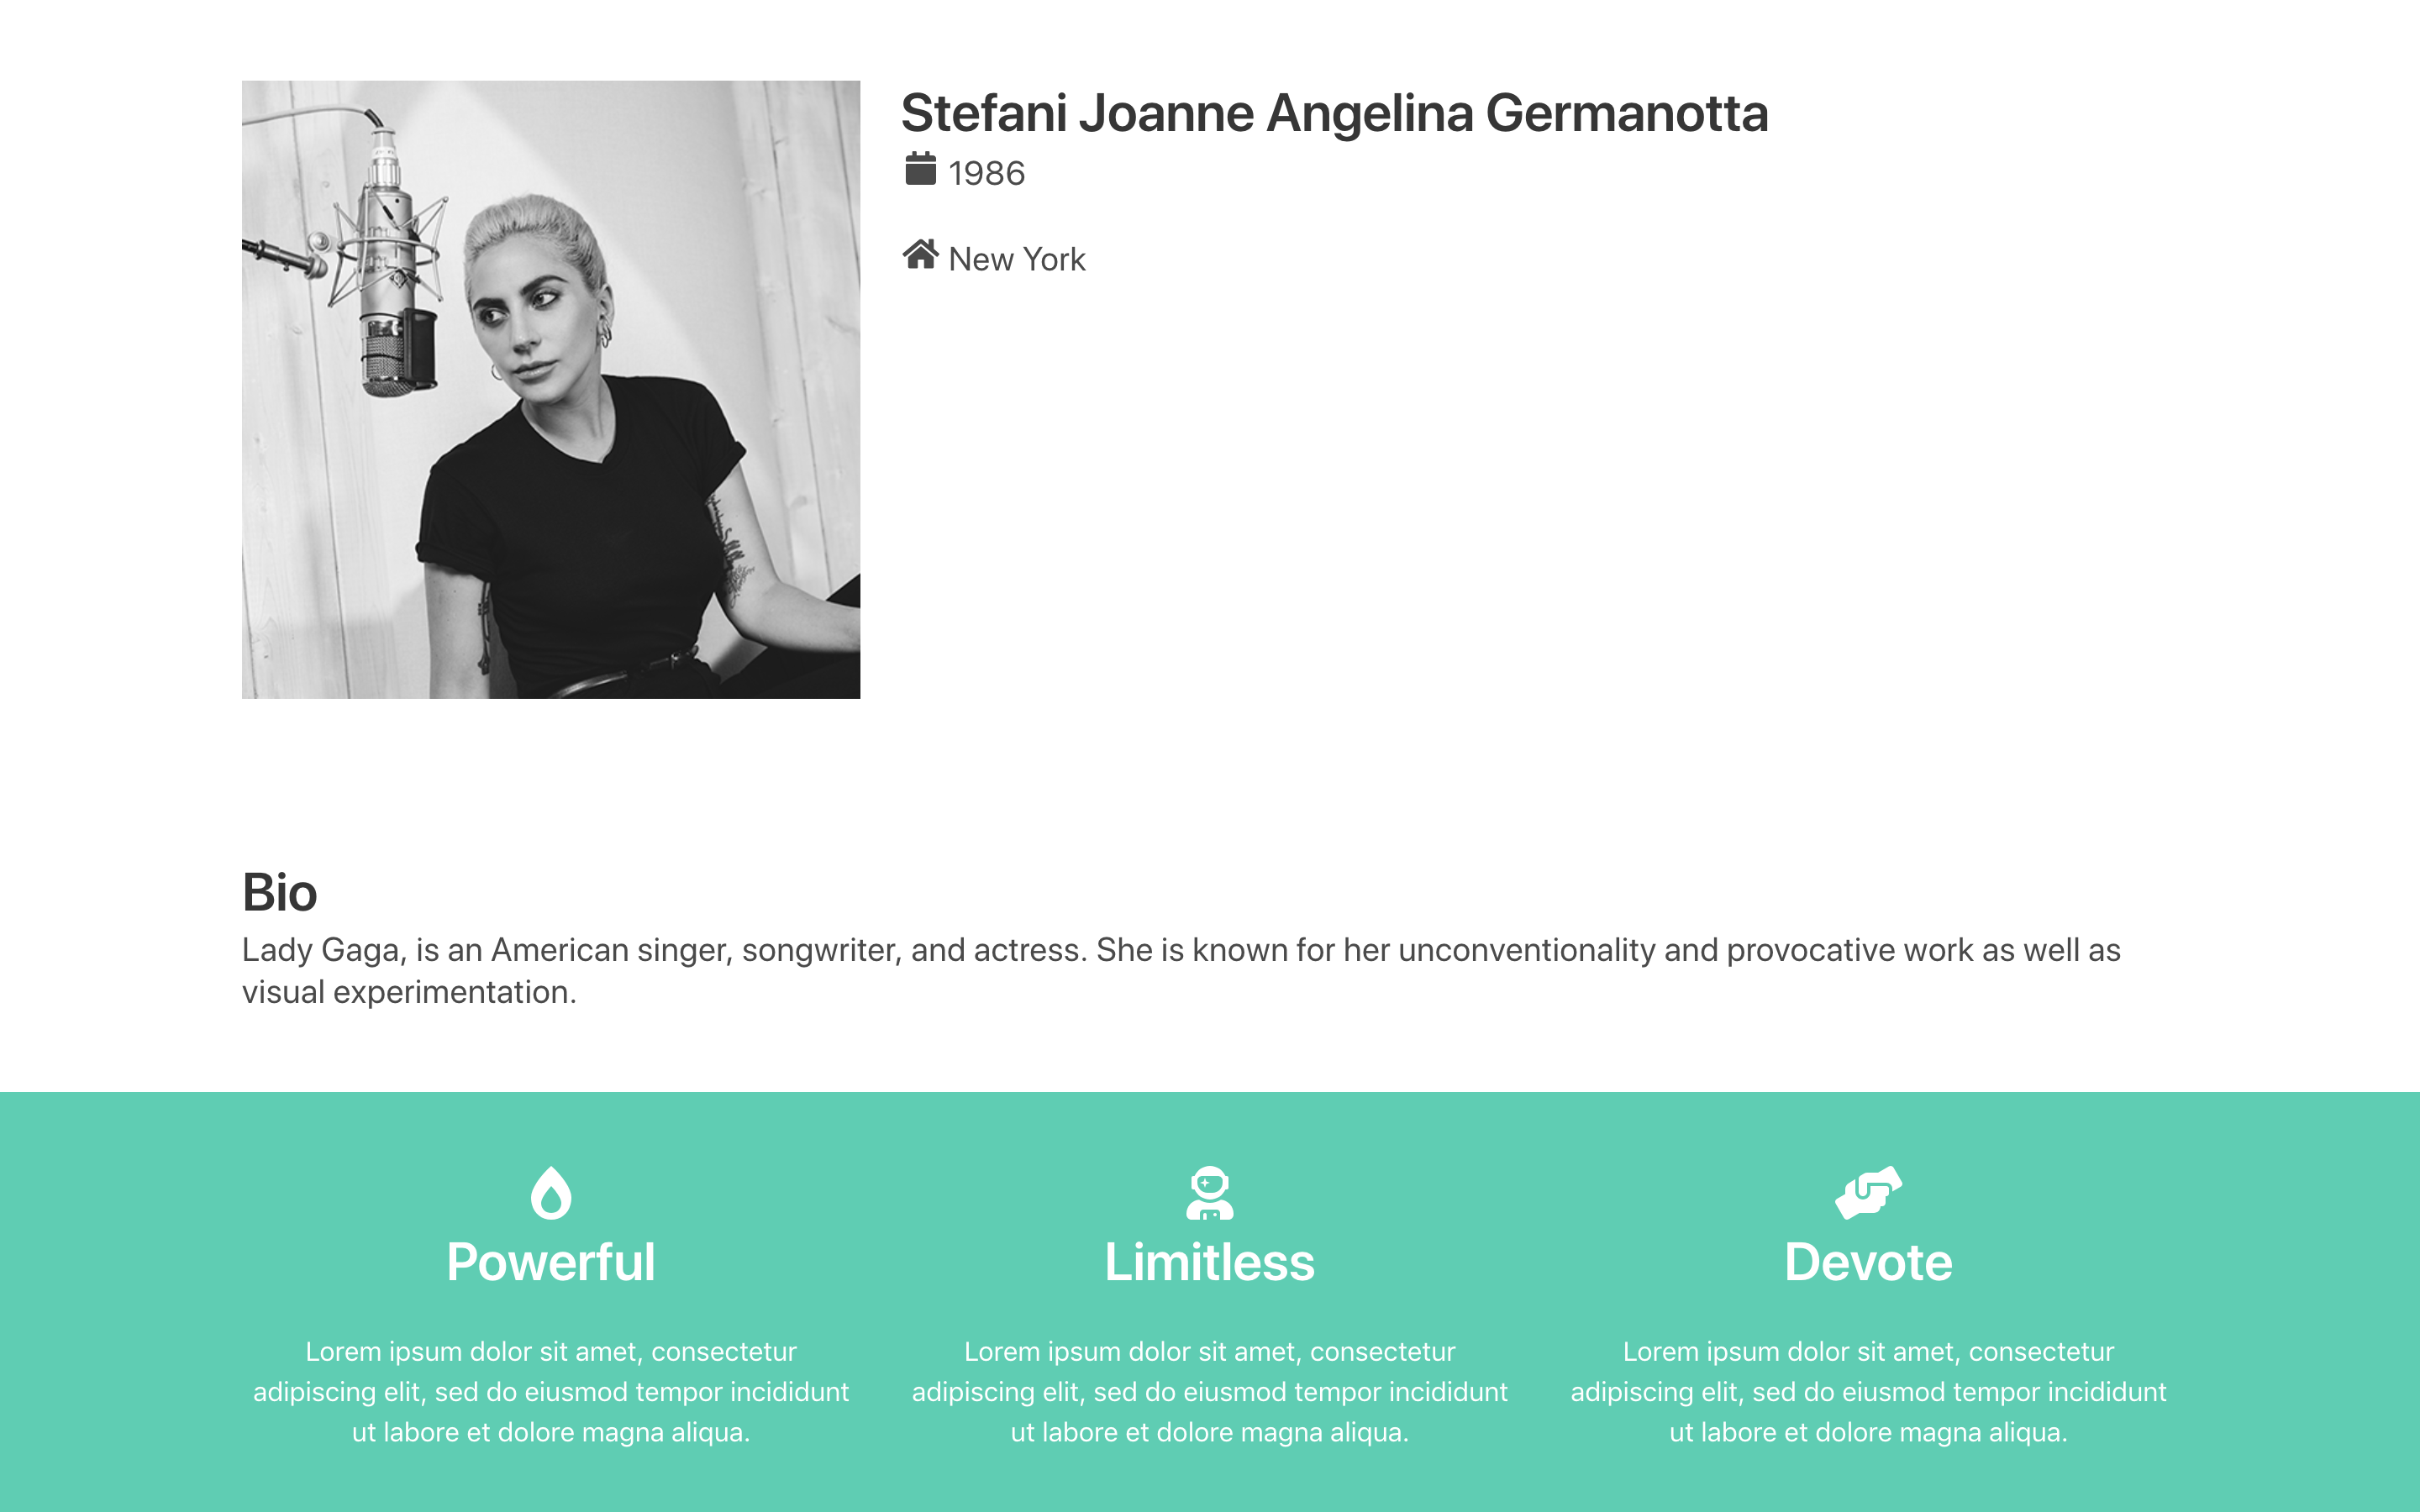 Stefani Joanne Angelina Germanotta
1986
New York
Bio
Lady Gaga, is an American singer, songwriter, and actress. She is known for her unconventionality and provocative work as well as
visual experimentation.
Powerful
Lorem ipsum dolor sit amet, consectetur
adipiscing elit, sed do eiusmod tempor incididunt
ut labore et dolore magna aliqua.
Limitless
Lorem ipsum dolor sit amet, consectetur
adipiscing elit, sed do eiusmod tempor incididunt
ut labore et dolore magna aliqua.
Devote
Lorem ipsum dolor sit amet, consectetur
adipiscing elit, sed do eiusmod tempor incididunt
ut labore et dolore magna aliqua.